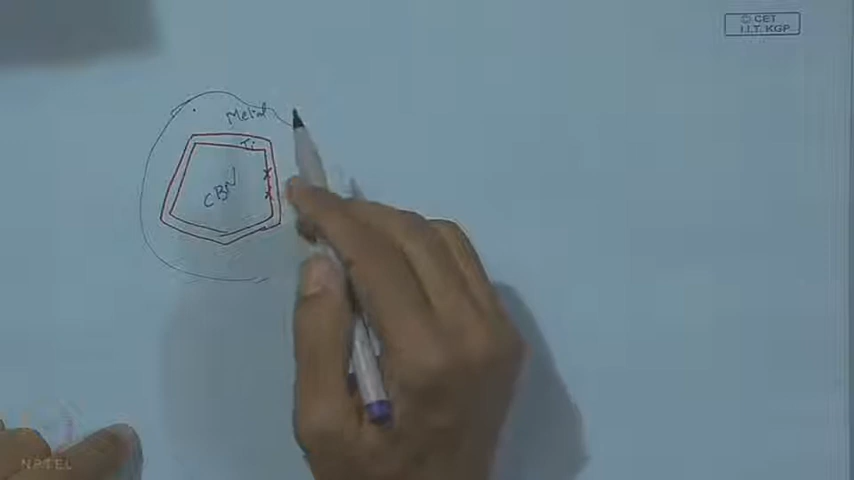 © CET
I.I.T. KGP
Metal
Ti
CBN
NPTEL